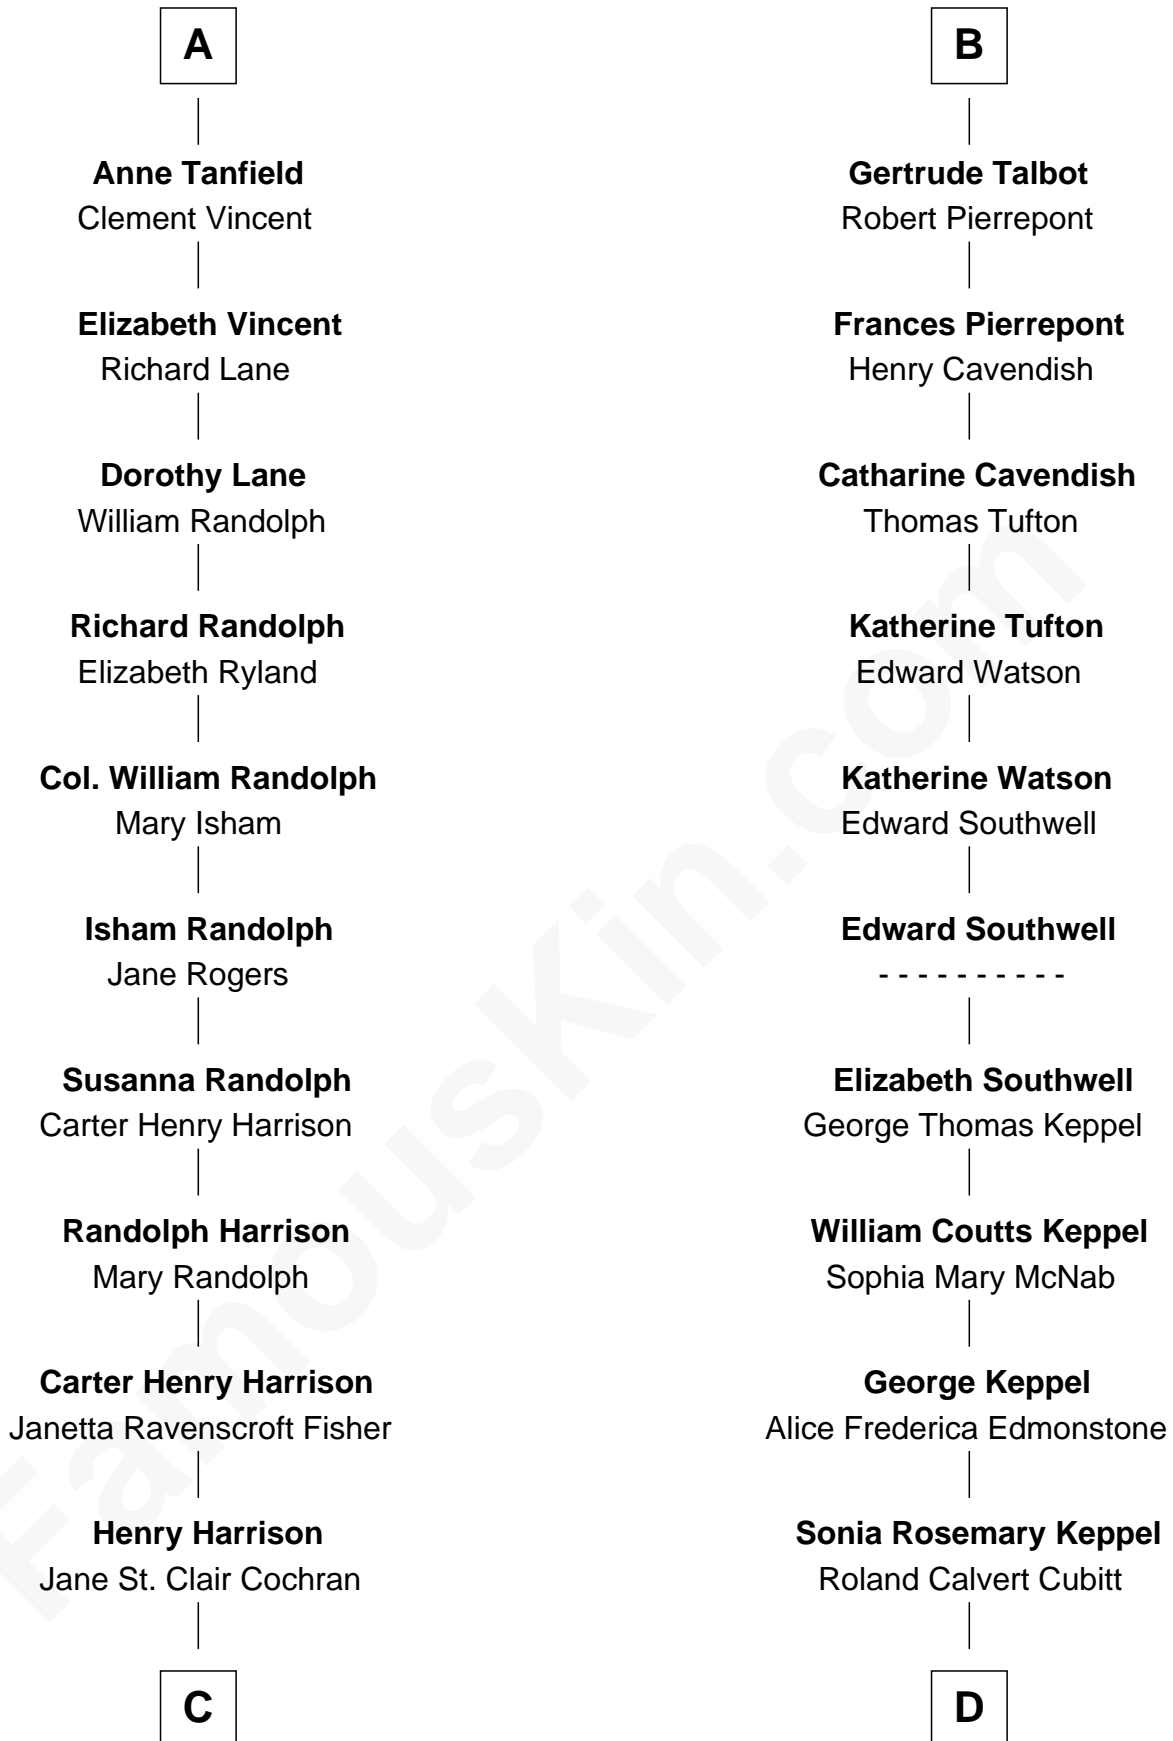 A
Anne Tanfield
Clement Vincent
Elizabeth Vincent
Richard Lane
Dorothy Lane
William Randolph
Richard Randolph
Elizabeth Ryland
Col. William Randolph
Mary Isham
Isham Randolph
Jane Rogers
Susanna Randolph
Carter Henry Harrison
Randolph Harrison
Mary Randolph
Carter Henry Harrison
Janetta Ravenscroft Fisher
Henry Harrison
Jane St. Clair Cochran
C
B
Gertrude Talbot
Robert Pierrepont
Frances Pierrepont
Henry Cavendish
Catharine Cavendish
Thomas Tufton
Katherine Tufton
Edward Watson
Katherine Watson
Edward Southwell
Edward Southwell
- - - - - - - - - -
Elizabeth Southwell
George Thomas Keppel
William Coutts Keppel
Sophia Mary McNab
George Keppel
Alice Frederica Edmonstone
Sonia Rosemary Keppel
Roland Calvert Cubitt
D
FamousKin.com